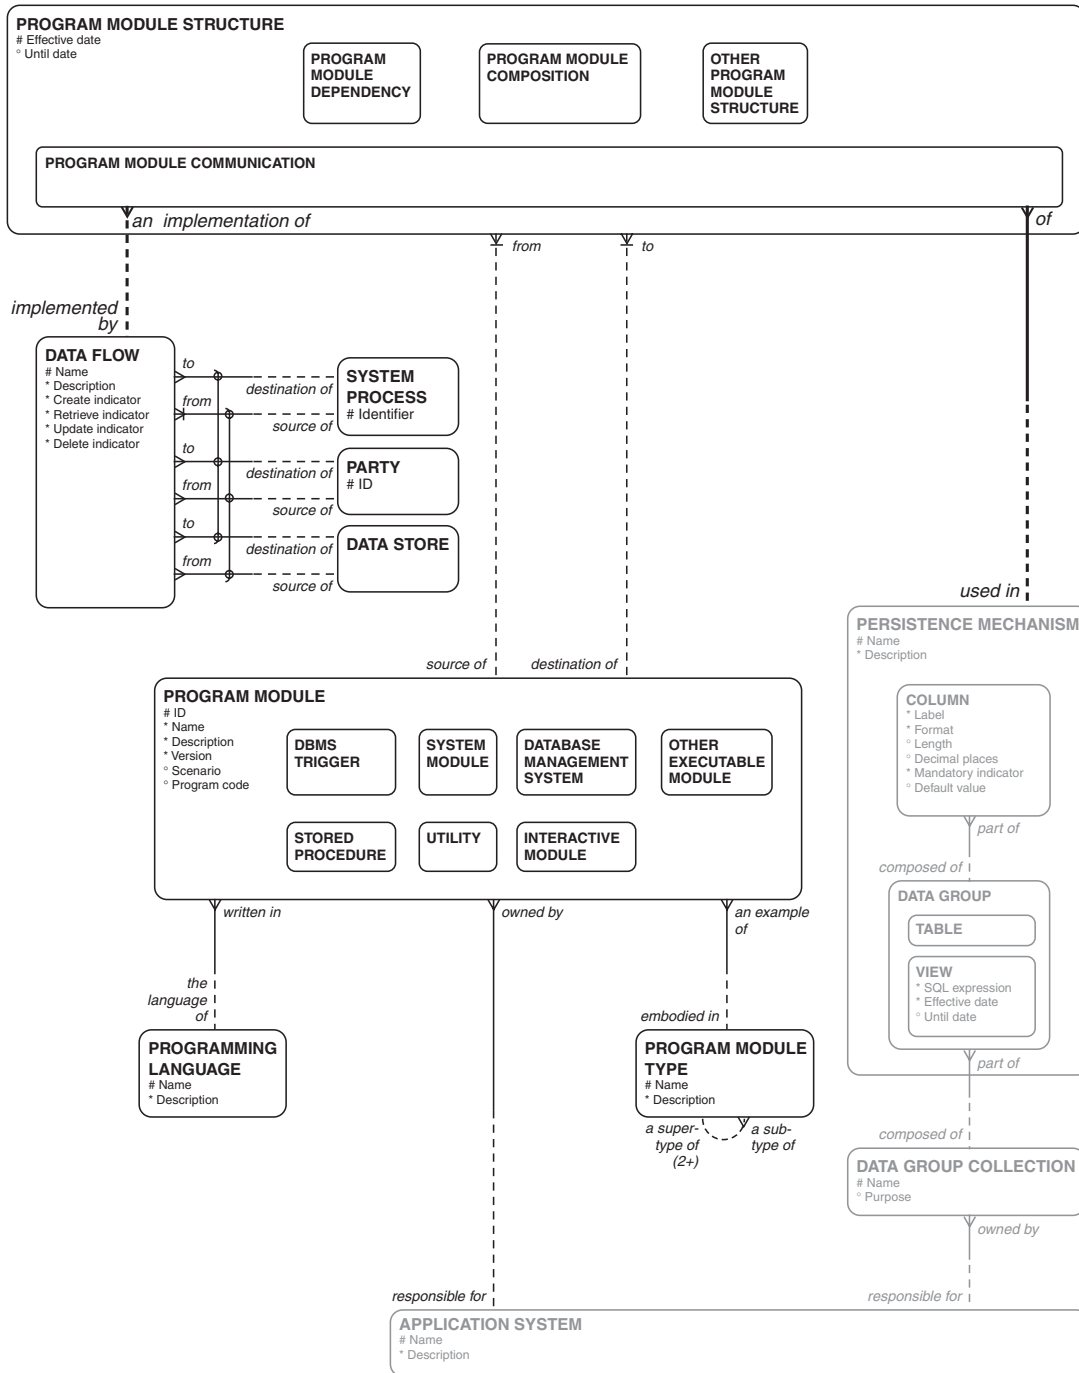 PROGRAM MODULE STRUCTURE
# Effective date
° Until date
PROGRAM
MODULE
DEPENDENCY
PROGRAM MODULE
COMPOSITION
OTHER
PROGRAM
MODULE
STRUCTURE
PROGRAM MODULE COMMUNICATION
an implementation of
of
from
to
implemented
by
DATA FLOW
# Name
* Description
* Create indicator
* Retrieve indicator
* Update indicator
* Delete indicator
to
from
to
from
to
from
destination of
source of
destination of
source of
destination of
source of
SYSTEM
PROCESS
# Identifier
PARTY
# ID
DATA STORE
used in
source of
destination of
PROGRAM MODULE
# ID
* Name
* Description
* Version
° Scenario
° Program code
DBMS
TRIGGER
SYSTEM
MODULE
DATABASE
MANAGEMENT
SYSTEM
OTHER
EXECUTABLE
MODULE
STORED
PROCEDURE
UTILITY
INTERACTIVE
MODULE
written in
owned by
an example
of
the
language
of
embodied in
PROGRAMMING
LANGUAGE
# Name
* Description
PROGRAM MODULE
TYPE
# Name
* Description
a super-
type of
(2+)
a sub-
type of
PERSISTENCE MECHANISM
# Name
* Description
COLUMN
* Label
* Format
° Length
° Decimal places
* Mandatory indicator
° Default value
part of
composed of
DATA GROUP
TABLE
VIEW
* SQL expression
* Effective date
° Until date
part of
composed of
DATA GROUP COLLECTION
# Name
° Purpose
owned by
responsible for
responsible for
APPLICATION SYSTEM
# Name
* Description